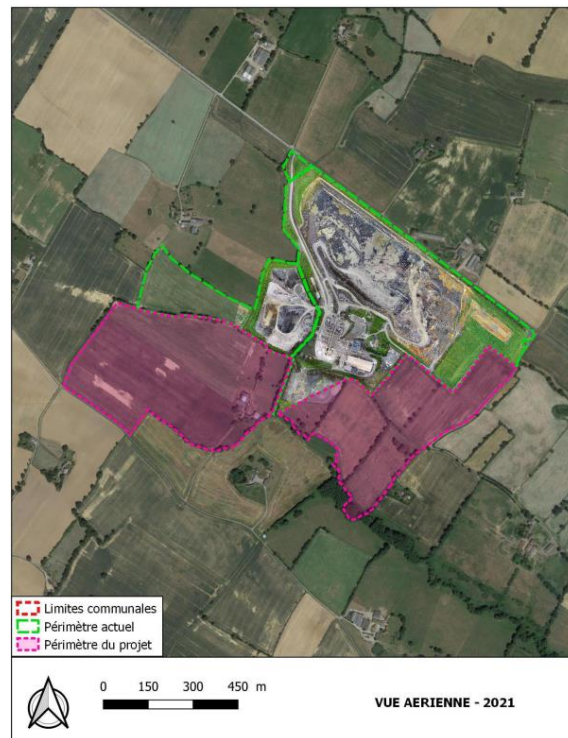 Limites communales
Périmètre actuel
Périmètre du projet
0 150 300 450 m
VUE AERIENNE - 2021